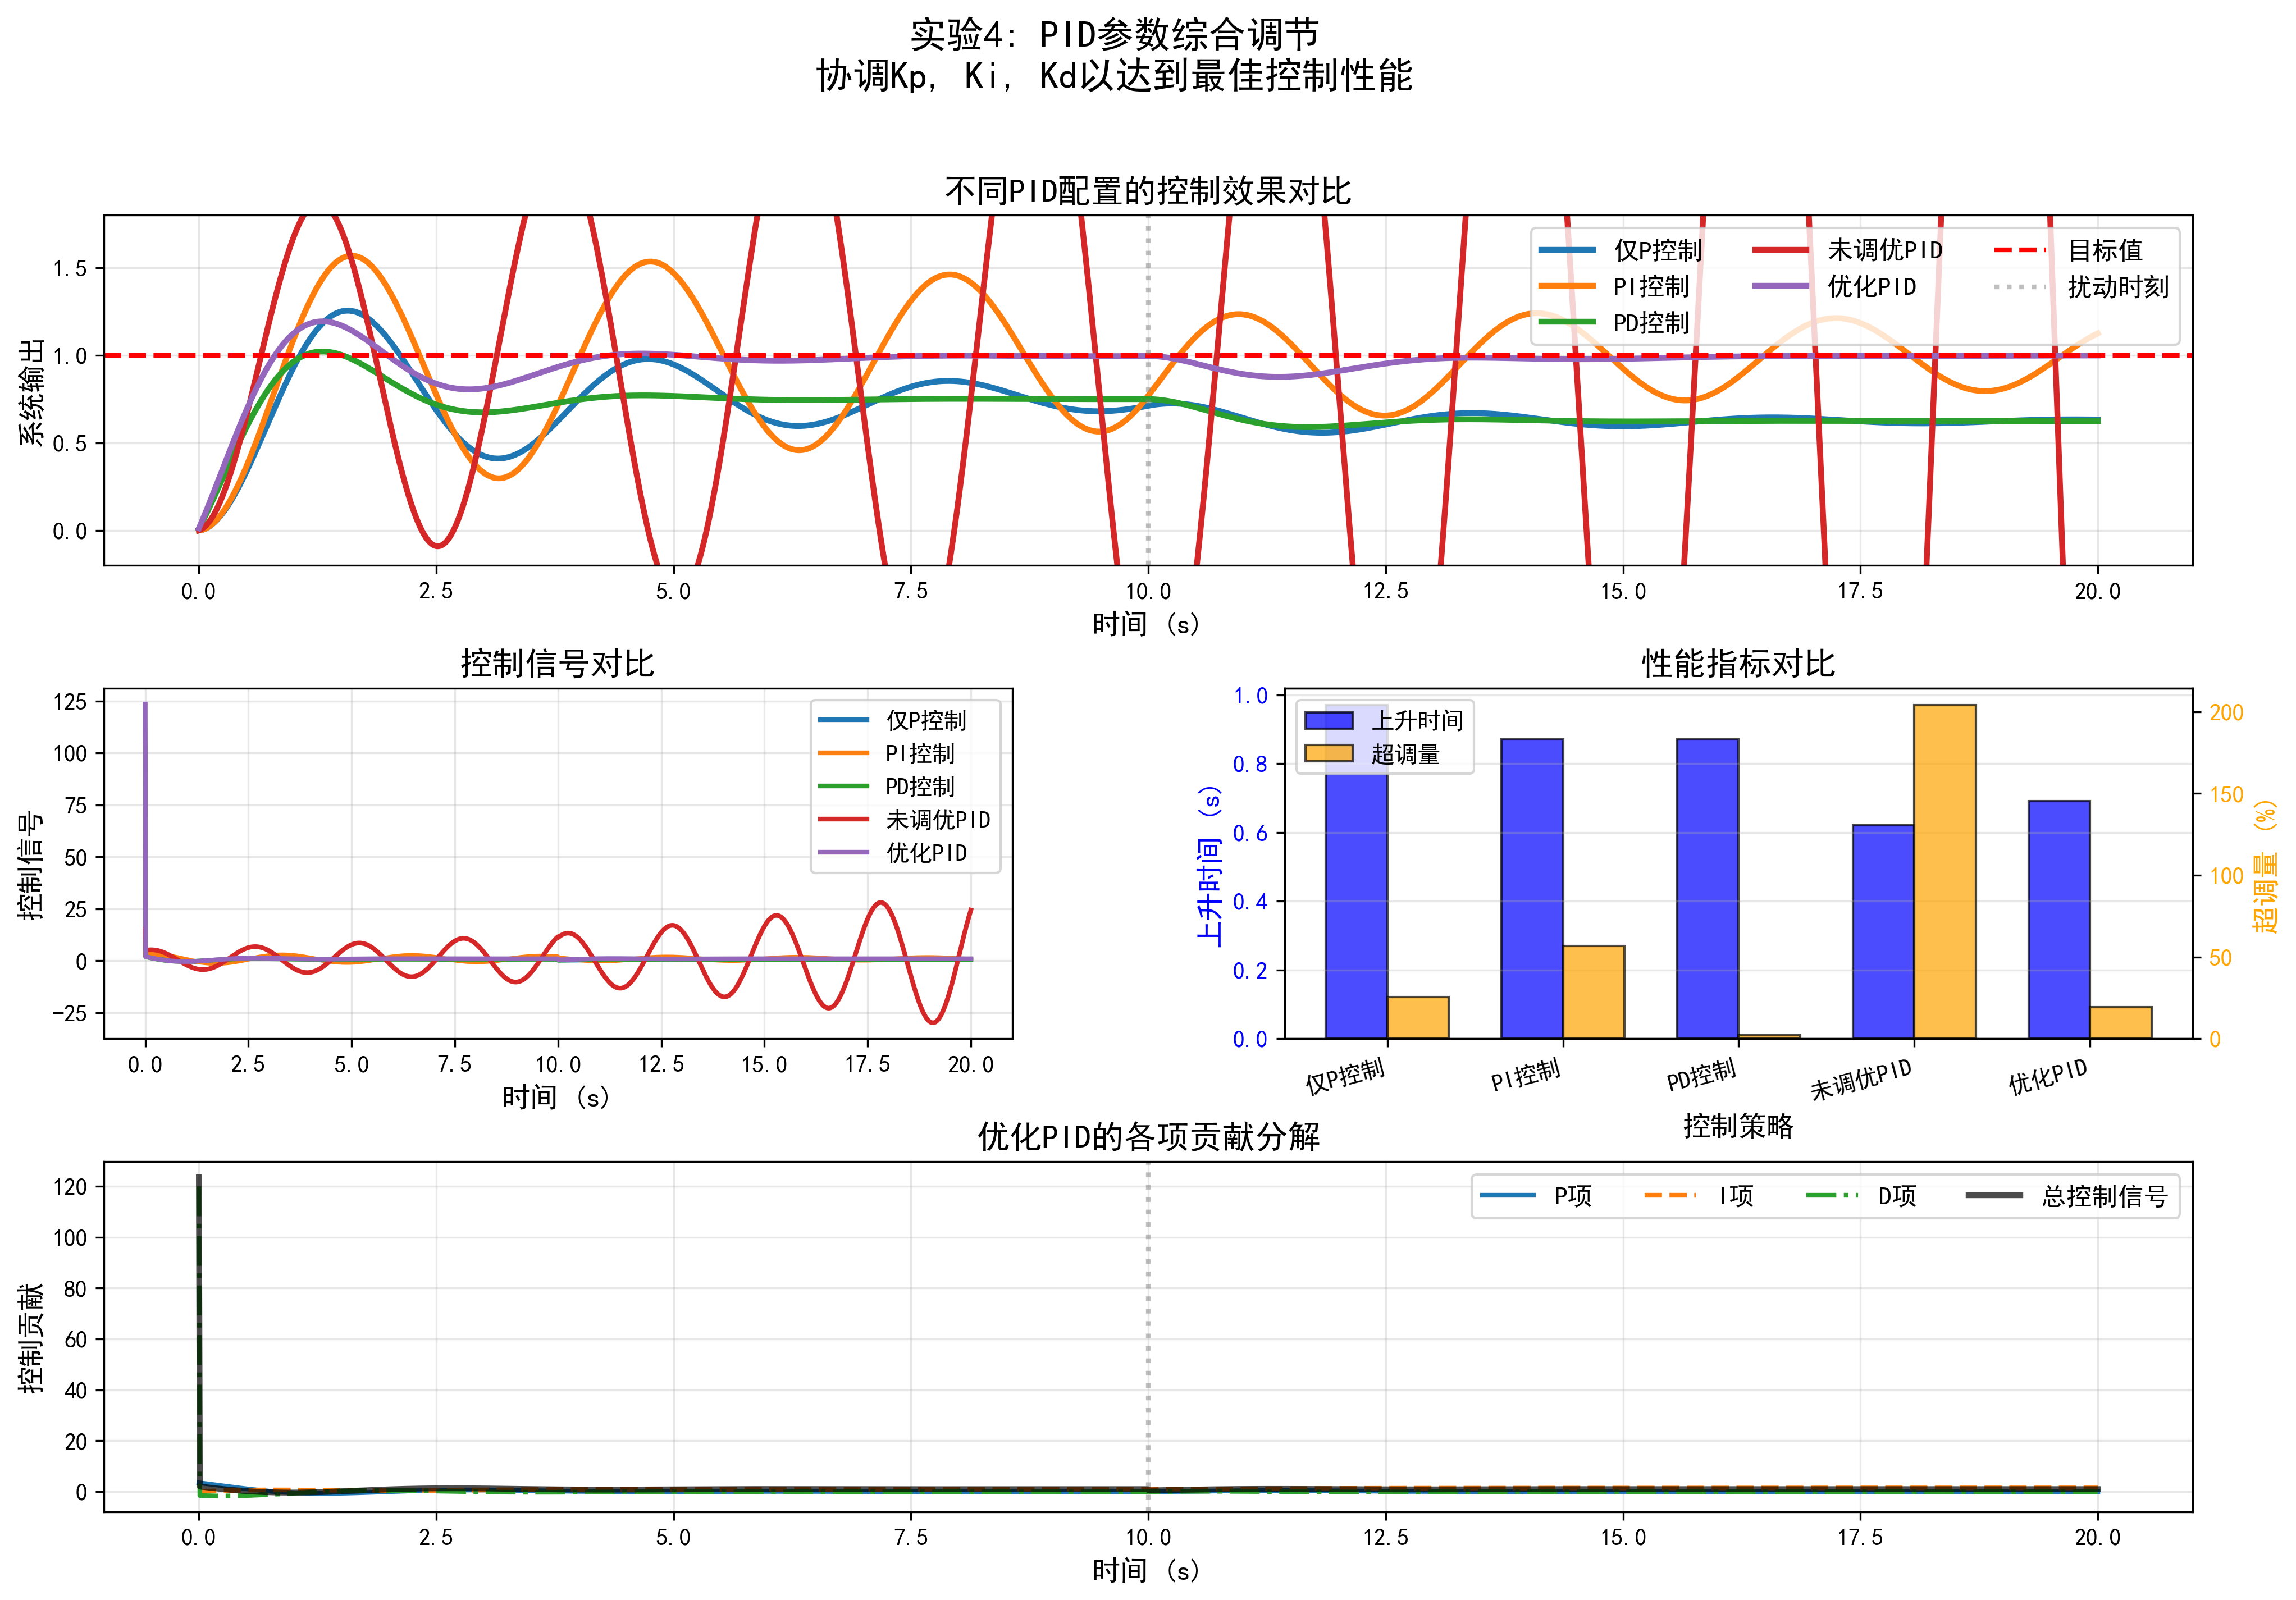 实验4: PID参数综合调节
协调Kp, Ki, Kd以达到最佳控制性能
不同PID配置的控制效果对比
系统输出
1.5
1.0
0.5
0.0
仅P控制
PI控制
PD控制
未调优PID
优化PID
目标值
扰动时刻
0.0 2.5 5.0 7.5 10.0 12.5 15.0 17.5 20.0
时间 (s)
控制信号对比
控制信号
125
100
75
50
25
0
−25
仅P控制
PI控制
PD控制
未调优PID
优化PID
0.0 2.5 5.0 7.5 10.0 12.5 15.0 17.5 20.0
时间 (s)
性能指标对比
上升时间 (s)
1.0
0.8
0.6
0.4
0.2
0.0
上升时间
超调量
200
150
100
50
0
超调量 (%)
仅P控制
PI控制
PD控制
未调优PID
优化PID
控制策略
优化PID的各项贡献分解
控制贡献
120
100
80
60
40
20
0
P项 I项 D项 总控制信号
0.0 2.5 5.0 7.5 10.0 12.5 15.0 17.5 20.0
时间 (s)